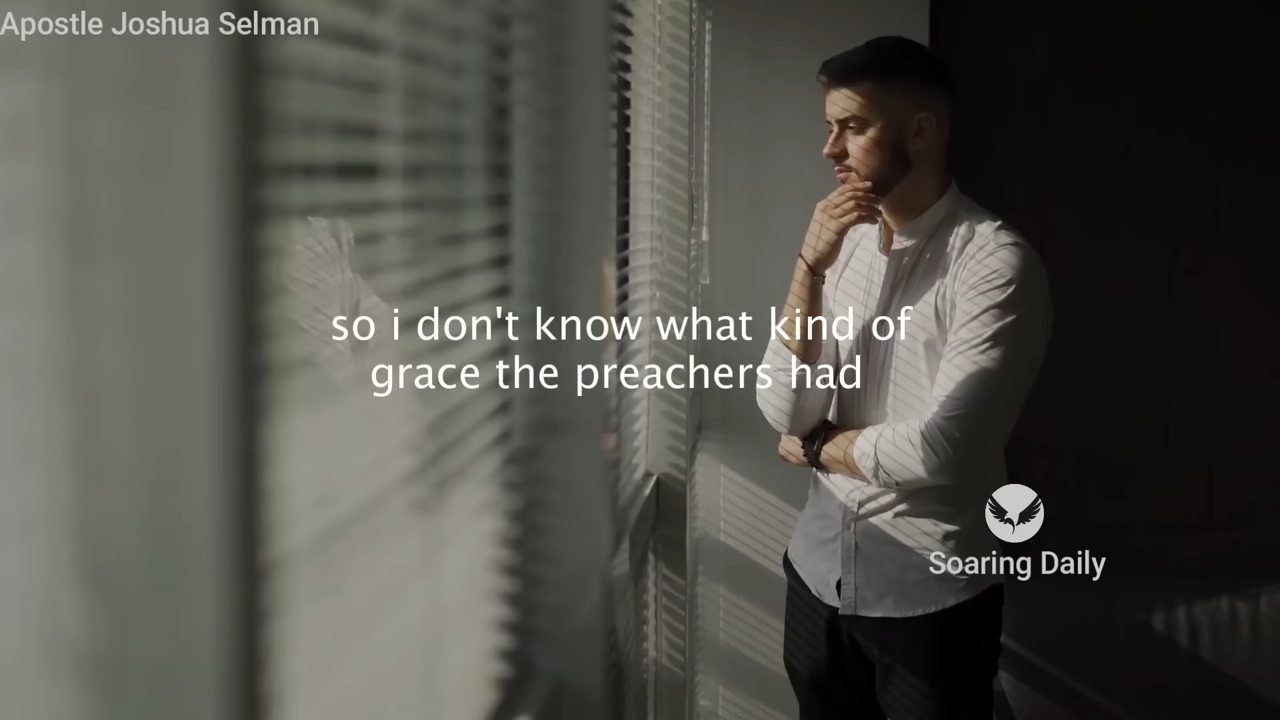 Apostle Joshua Selman
so i don't know what kind of
grace the preachers had
Soaring Daily